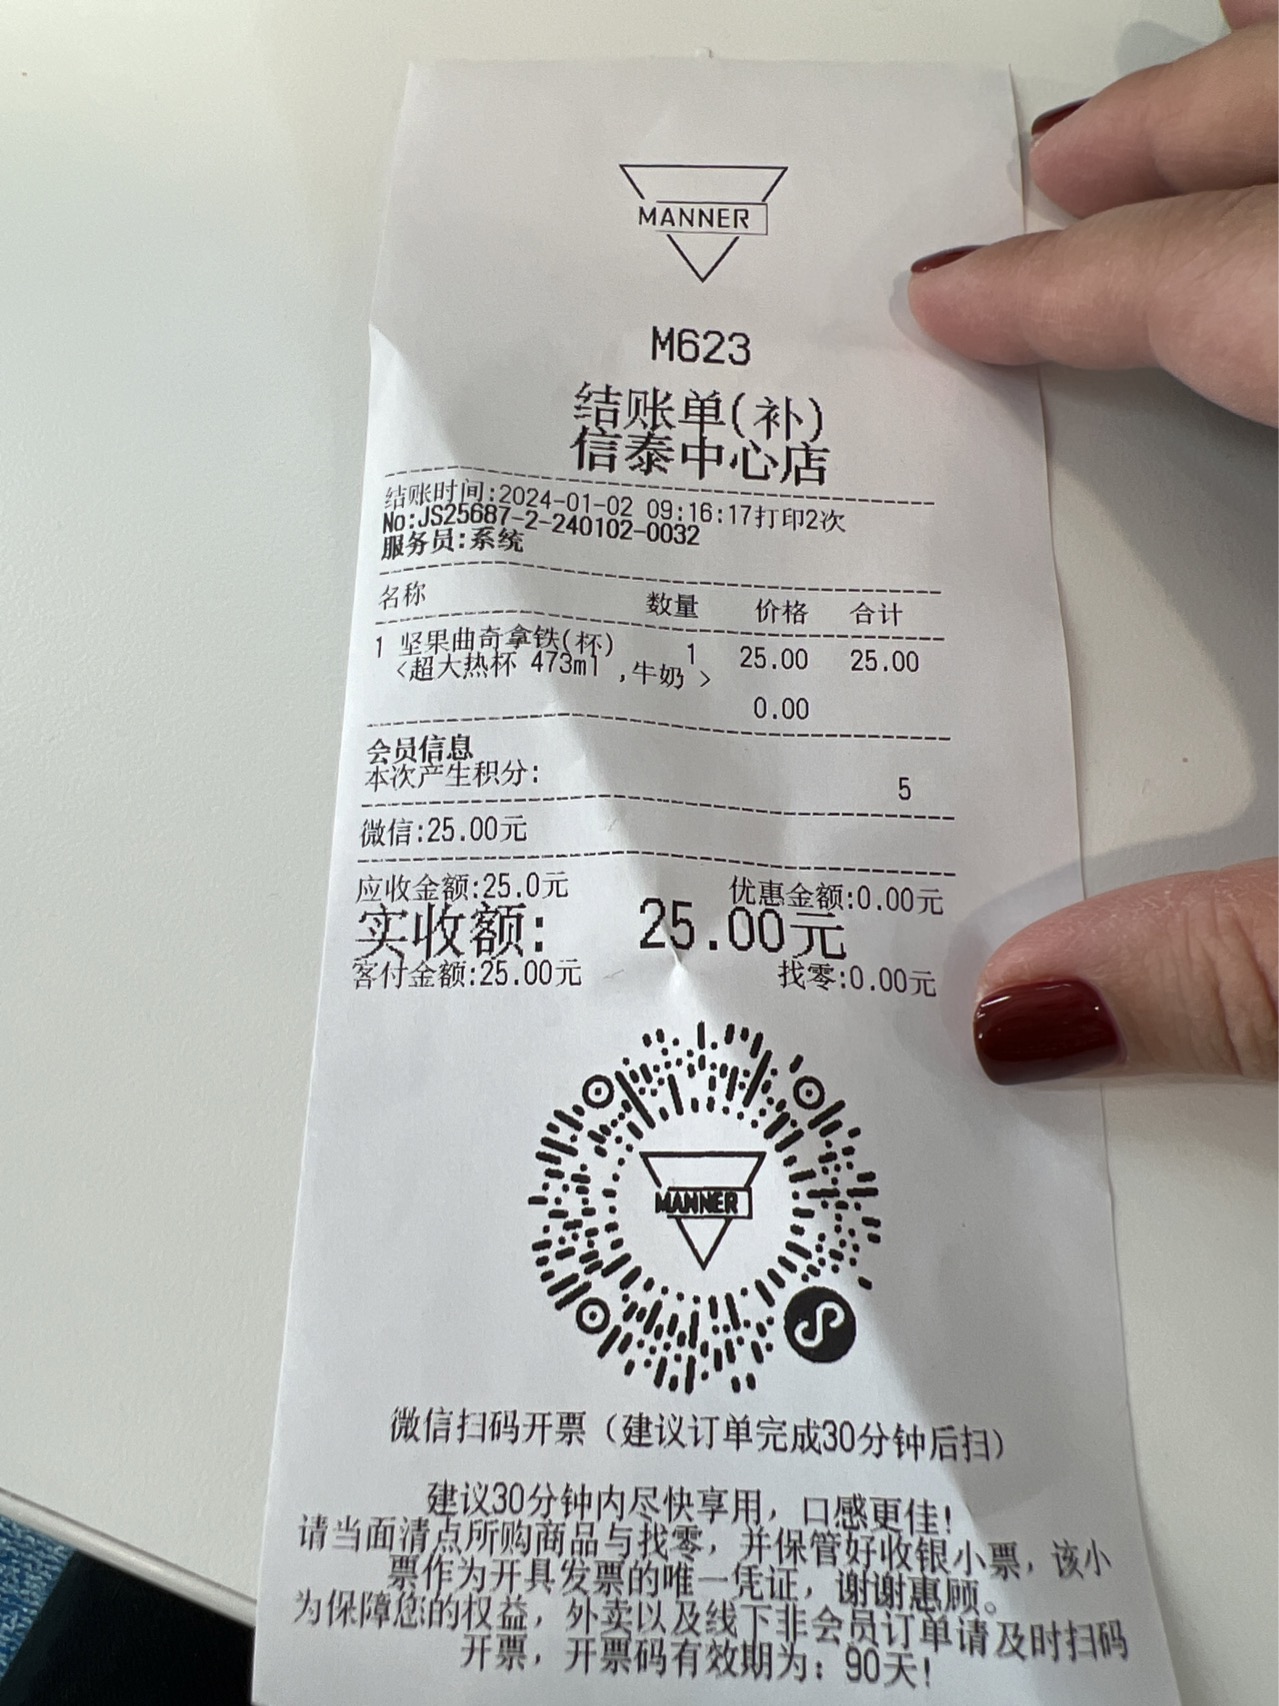 MANNER
M623
结账单(补)
信泰中心店
结账时间:2024-01-02 09:16:17打印2次
No:JS25687-2-240102-0032
服务员:系统
名称 数量 价格 合计
1 坚果曲奇拿铁(杯) 1 25.00 25.00
<超大热杯 473ml ,牛奶 >
0.00
会员信息
本次产生积分: 5
微信:25.00元
应收金额:25.0元 优惠金额:0.00元
实收额: 25.00元
客付金额:25.00元 找零:0.00元
MANNER
微信扫码开票（建议订单完成30分钟后扫）
建议30分钟内尽快享用，口感更佳!
请当面清点所购商品与找零，并保管好收银小票，该小
票作为开具发票的唯一凭证，谢谢惠顾。
为保障您的权益，外卖以及线下非会员订单请及时扫码
开票，开票码有效期为：90天!